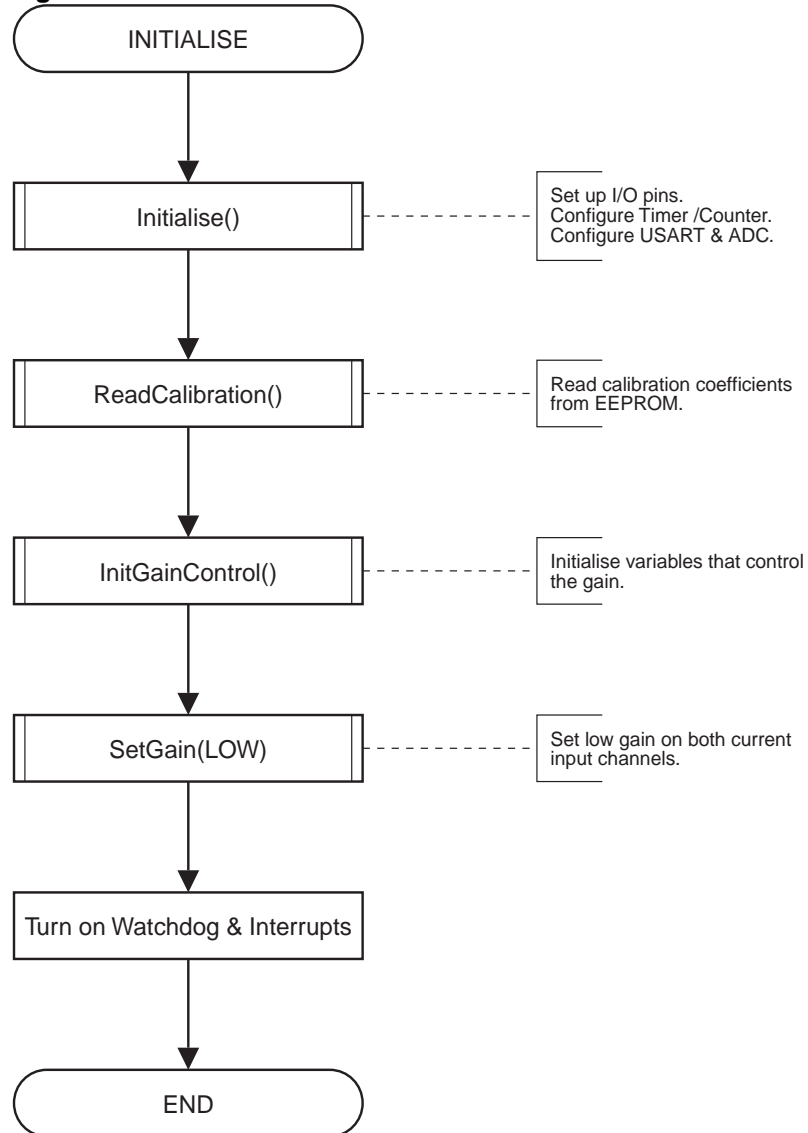 INITIALISE
Initialise()
Set up I/O pins.
Configure Timer /Counter.
Configure USART & ADC.
ReadCalibration()
Read calibration coefficients
from EEPROM.
InitGainControl()
Initialise variables that control
the gain.
SetGain(LOW)
Set low gain on both current
input channels.
Turn on Watchdog & Interrupts
END